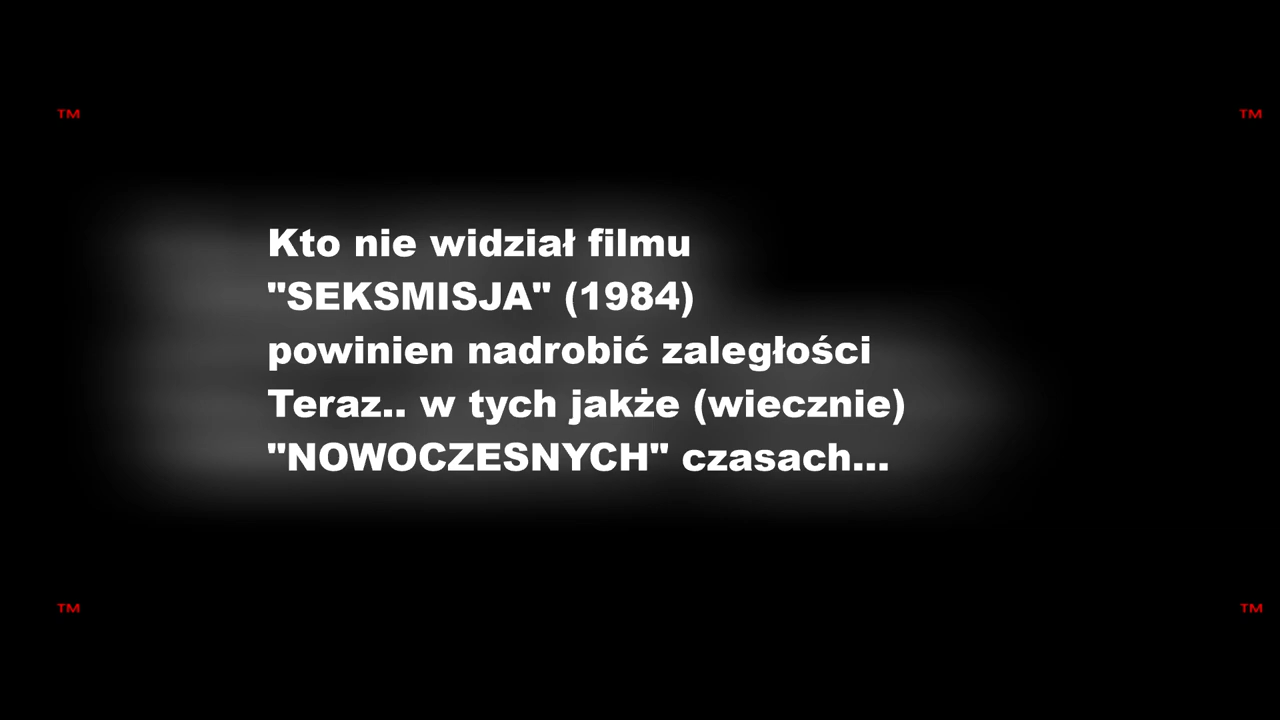 ™ ™
Kto nie widział filmu
"SEKSMISJA" (1984)
powinien nadrobić zaległości
Teraz.. w tych jakże (wiecznie)
"NOWOCZESNYCH" czasach...
™ ™